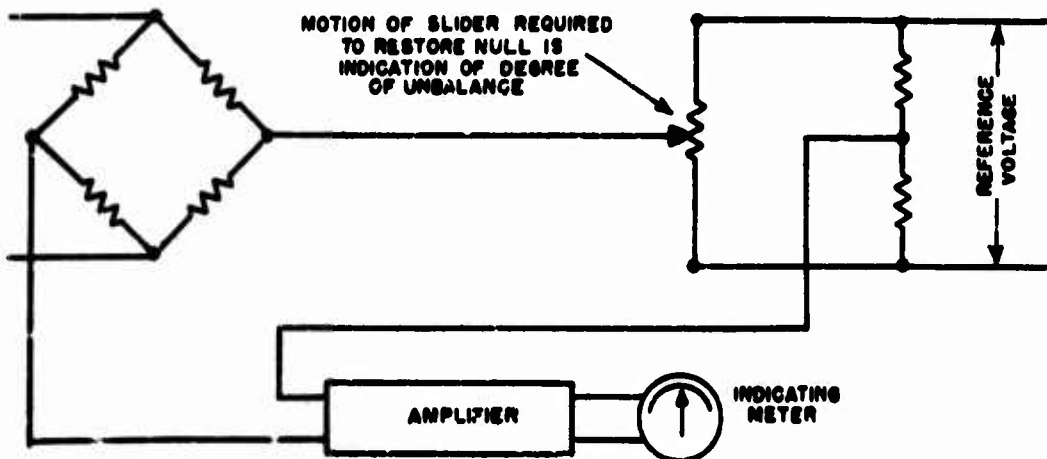 MOTION OF SLIDER REQUIRED
TO RESTORE NULL IS
INDICATION OF DEGREE
OF UNBALANCE
REFERENCE
VOLTAGE
AMPLIFIER
INDICATING
METER